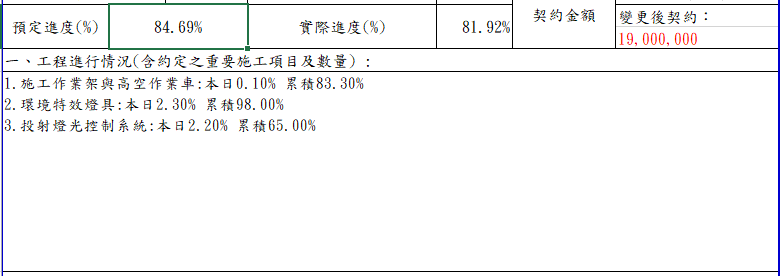 預定進度(%) 84.69% 實際進度(%) 81.92% 契約金額 變更後契約：
19,000,000
一、工程進行情況(含約定之重要施工項目及數量)：
1.施工作業架與高空作業車:本日0.10% 累積83.30%
2.環境特效燈具:本日2.30% 累積98.00%
3.投射燈光控制系統:本日2.20% 累積65.00%